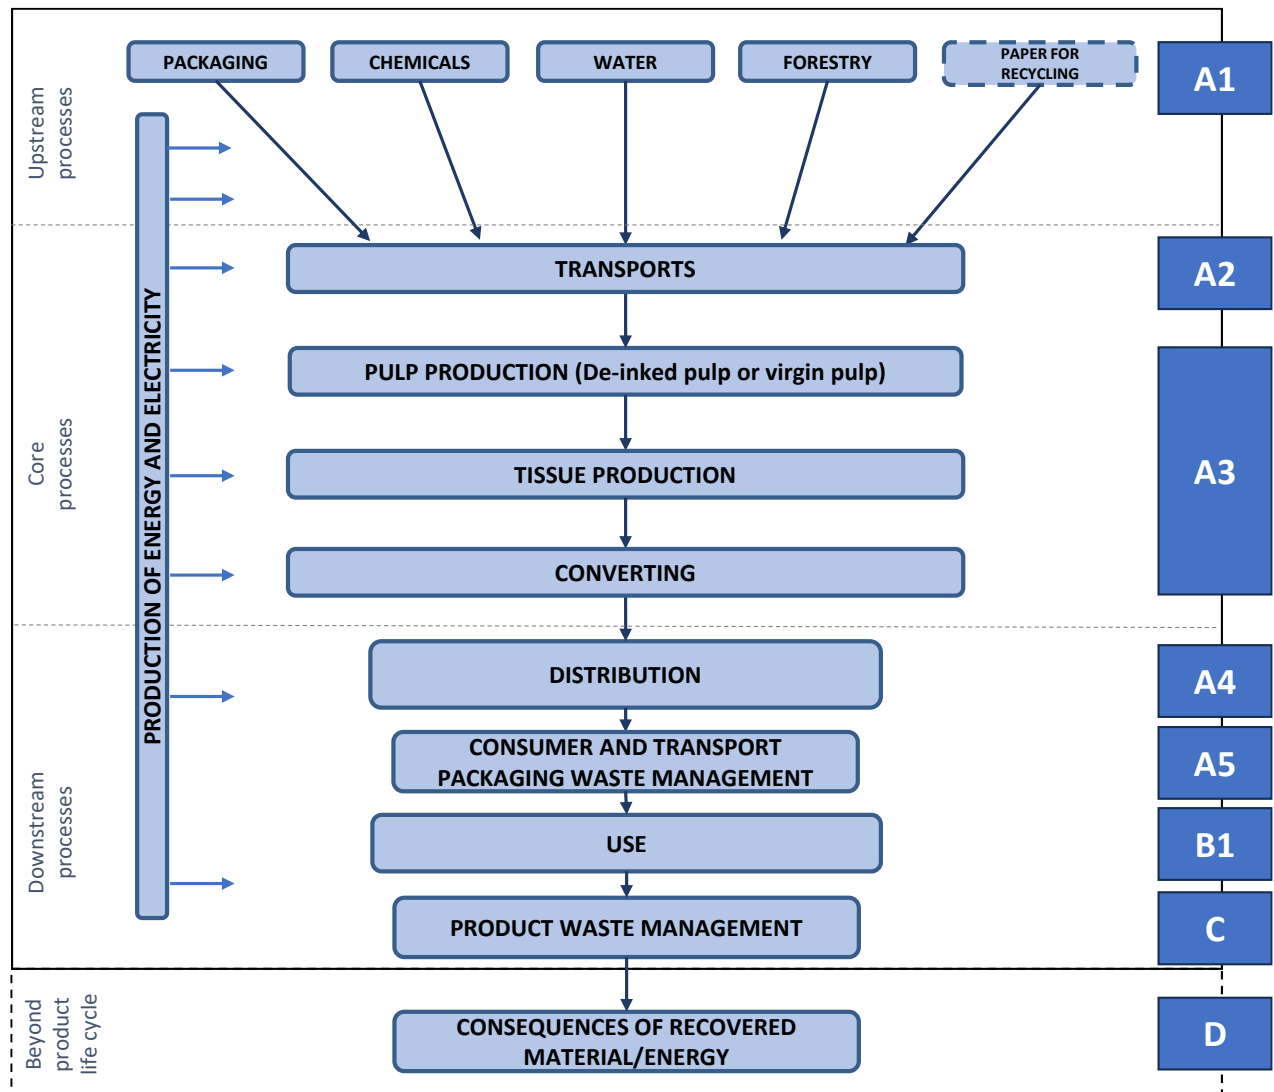 PACKAGING
CHEMICALS
WATER
FORESTRY
PAPER FOR
RECYCLING
A1
Upstream
processes
PRODUCTION OF ENERGY AND ELECTRICITY
TRANSPORTS
A2
PULP PRODUCTION (De-inked pulp or virgin pulp)
Core
processes
TISSUE PRODUCTION
A3
CONVERTING
DISTRIBUTION
A4
Downstream
processes
CONSUMER AND TRANSPORT
PACKAGING WASTE MANAGEMENT
A5
USE
B1
PRODUCT WASTE MANAGEMENT
C
Beyond
product
life cycle
CONSEQUENCES OF RECOVERED
MATERIAL/ENERGY
D